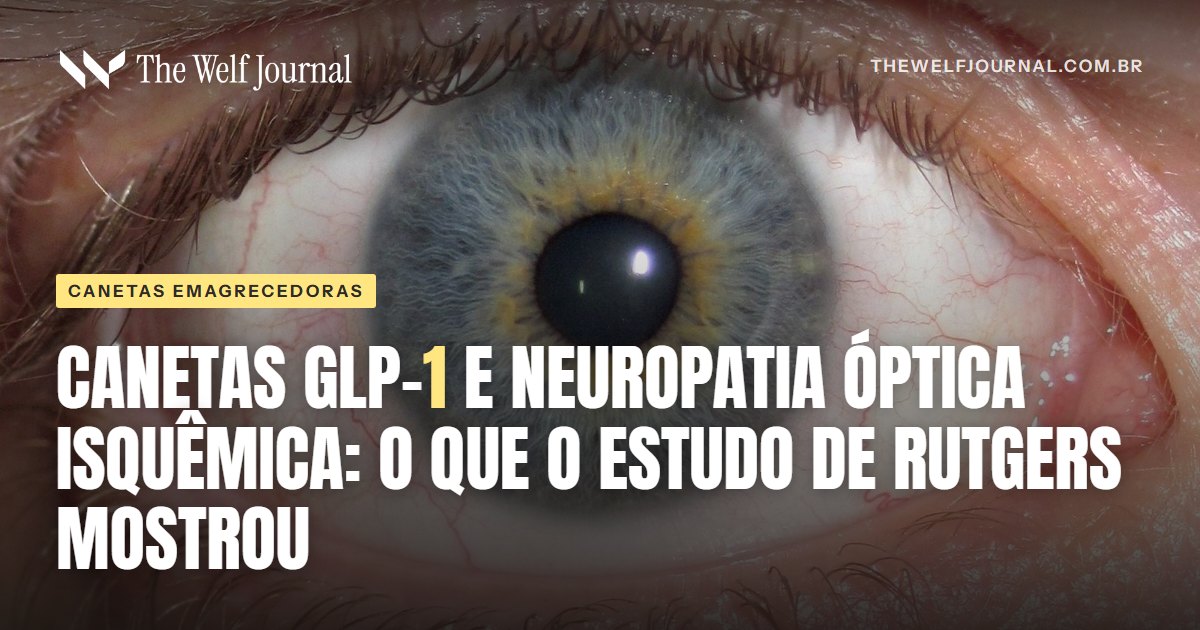 The Welf Journal
THEWELFJOURNAL.COM.BR
CANETAS EMAGRECEDORAS
CANETAS GLP-1 E NEUROPATIA ÓPTICA
ISQUÊMICA: O QUE O ESTUDO DE RUTGERS
MOSTROU